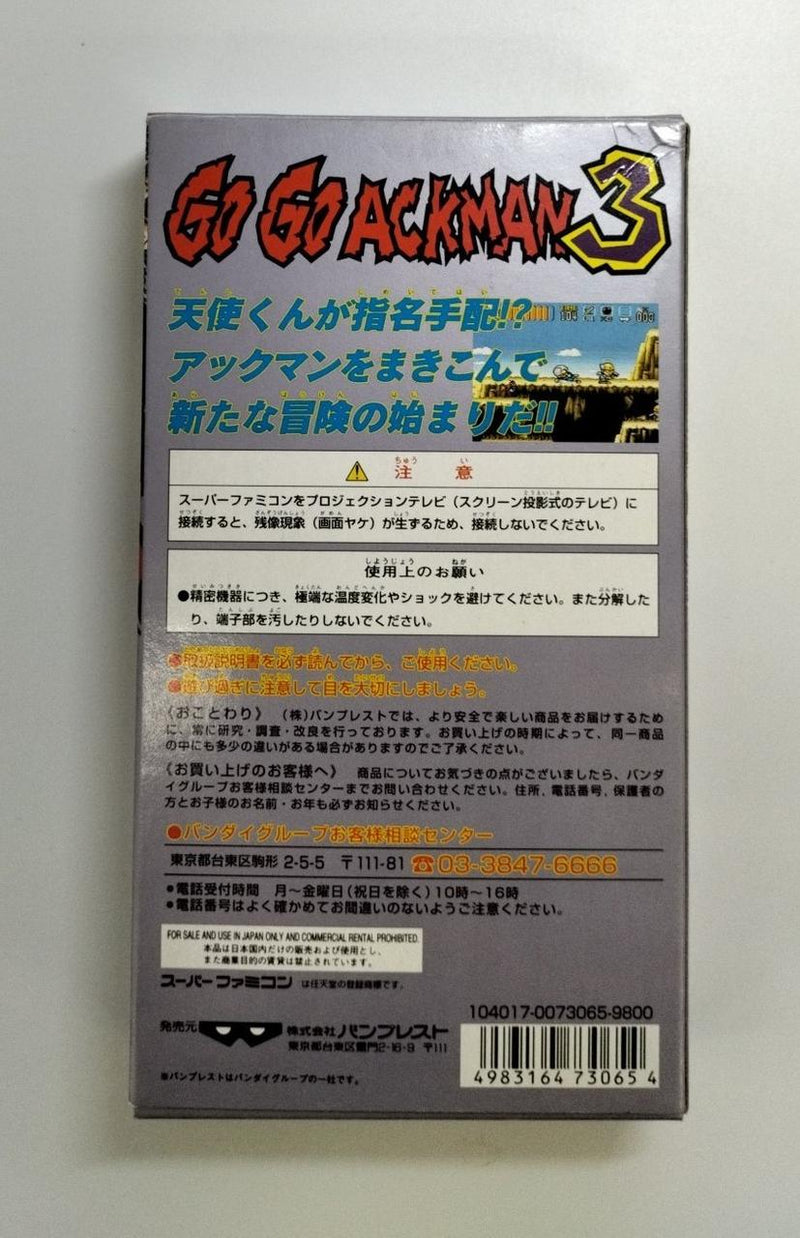 GO GO ACKMAN 3
天使くんが指名手配!?
アックマンをまきこんで
新たな冒険の始まりだ!!
⚠ 注意
スーパーファミコンをプロジェクションテレビ(スクリーン投影式のテレビ)に
接続すると、残像現象(画面ヤケ)が生ずるため、接続しないでください。
使用上のお願い
●精密機器につき、極端な温度変化やショックを避けてください。また分解した
り、端子部を汚したりしないでください。
●取扱説明書を必ず読んでから、ご使用ください。
●遊び過ぎに注意して目を大切にしましょう。
《おことわり》 (株)バンプレストでは、より安全で楽しい商品をお届けするため
に、常に研究・調査・改良を行っております。お買い上げの時期によって、同一商品
の中にも多少の違いがある場合がありますのでご了承ください。
《お買い上げのお客様へ》 商品についてお気づきの点がございましたら、バンダ
イグループお客様相談センターまでお問い合わせください。住所、電話番号、保護者の
方とお子様のお名前・お年も必ずお知らせください。
●バンダイグループお客様相談センター
東京都台東区駒形 2-5-5 〒111-81 ☎03-3847-6666
●電話受付時間 月〜金曜日(祝日を除く)10時〜16時
●電話番号はよく確かめてお間違いのないようご注意ください。
FOR SALE AND USE IN JAPAN ONLY AND COMMERCIAL RENTAL PROHIBITED.
本品は日本国内だけの販売および使用とし、
また商業目的の賃貸は禁止されています。
スーパーファミコン は任天堂の登録商標です。
104017-0073065-9800
発売元 株式会社バンプレスト
東京都台東区雷門2-16-9 〒111
4983164 730654
※バンプレストはバンダイグループの一社です。